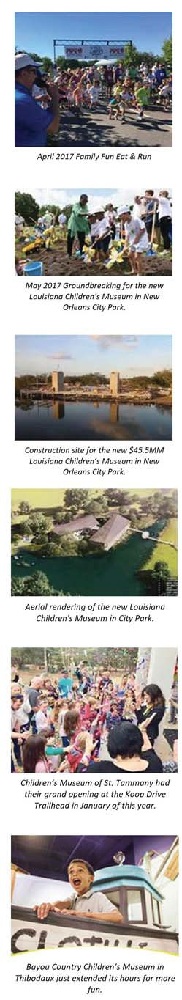 April 2017 Family Fun Eat & Run
May 2017 Groundbreaking for the new
Louisiana Children's Museum in New
Orleans City Park.
Construction site for the new $45.5MM
Louisiana Children's Museum in New
Orleans City Park.
Aerial rendering of the new Louisiana
Children's Museum in City Park.
Children's Museum of St. Tammany had
their grand opening at the Koop Drive
Trailhead in January of this year.
Bayou Country Children's Museum in
Thibodaux just extended its hours for more
fun.